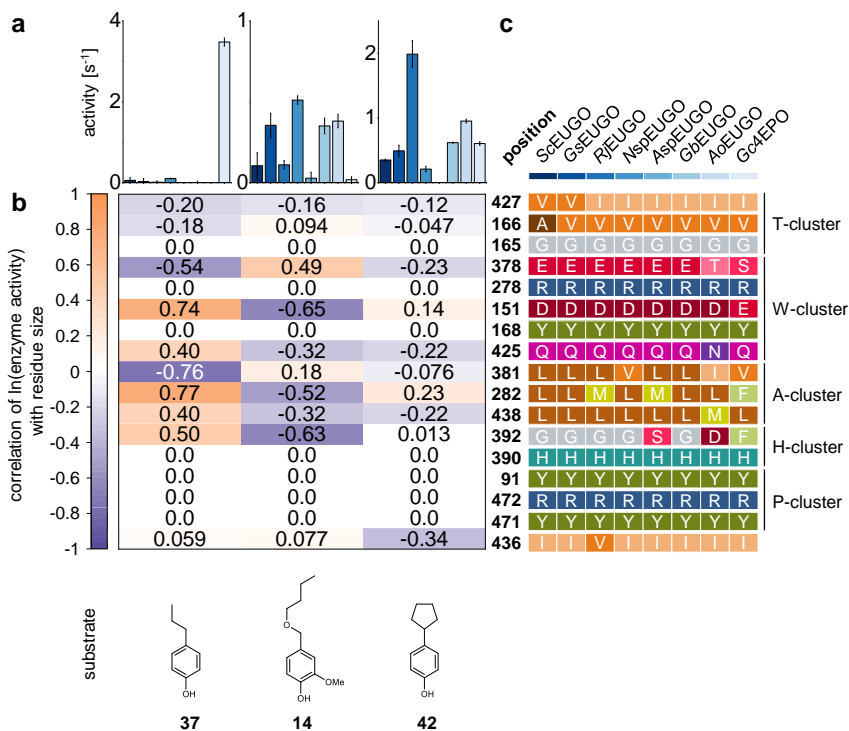 a
activity [s⁻¹]
4
2
0
1
0
2
1
0
b
correlation of ln(enzyme activity)
with residue size
1
0.8
0.6
0.4
0.2
0
-0.2
-0.4
-0.6
-0.8
-1
-0.20 -0.16 -0.12
-0.18 0.094 -0.047
0.0 0.0 0.0
-0.54 0.49 -0.23
0.0 0.0 0.0
0.74 -0.65 0.14
0.0 0.0 0.0
0.40 -0.32 -0.22
-0.76 0.18 -0.076
0.77 -0.52 0.23
0.40 -0.32 -0.22
0.50 -0.63 0.013
0.0 0.0 0.0
0.0 0.0 0.0
0.0 0.0 0.0
0.0 0.0 0.0
0.059 0.077 -0.34
c
position ScEUGO GsEUGO RjEUGO NspEUGO AspEUGO GbEUGO AoEUGO Gc4EPO
427 V V I I I I I I
166 A V V V V V V V
165 G G G G G G G G
T-cluster
378 E E E E E E T S
278 R R R R R R R R
151 D D D D D D D E
168 Y Y Y Y Y Y Y Y
425 Q Q Q Q Q Q N Q
W-cluster
381 L L L V L L I V
282 L L M L M L L F
438 L L L L L L M L
A-cluster
392 G G G G S G D F
390 H H H H H H H H
H-cluster
91 Y Y Y Y Y Y Y Y
472 R R R R R R R R
471 Y Y Y Y Y Y Y Y
P-cluster
436 I I V I I I I I
substrate
OH
37
O
OMe
OH
14
OH
42